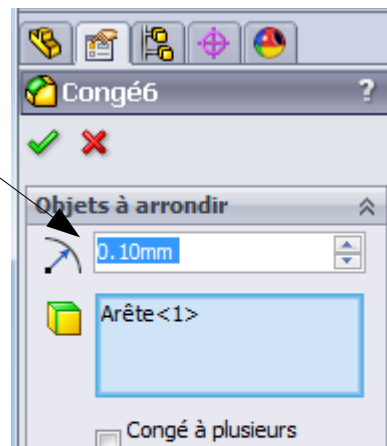 Congé6 ?
Objets à arrondir
0.10mm
Arête<1>
Congé à plusieurs